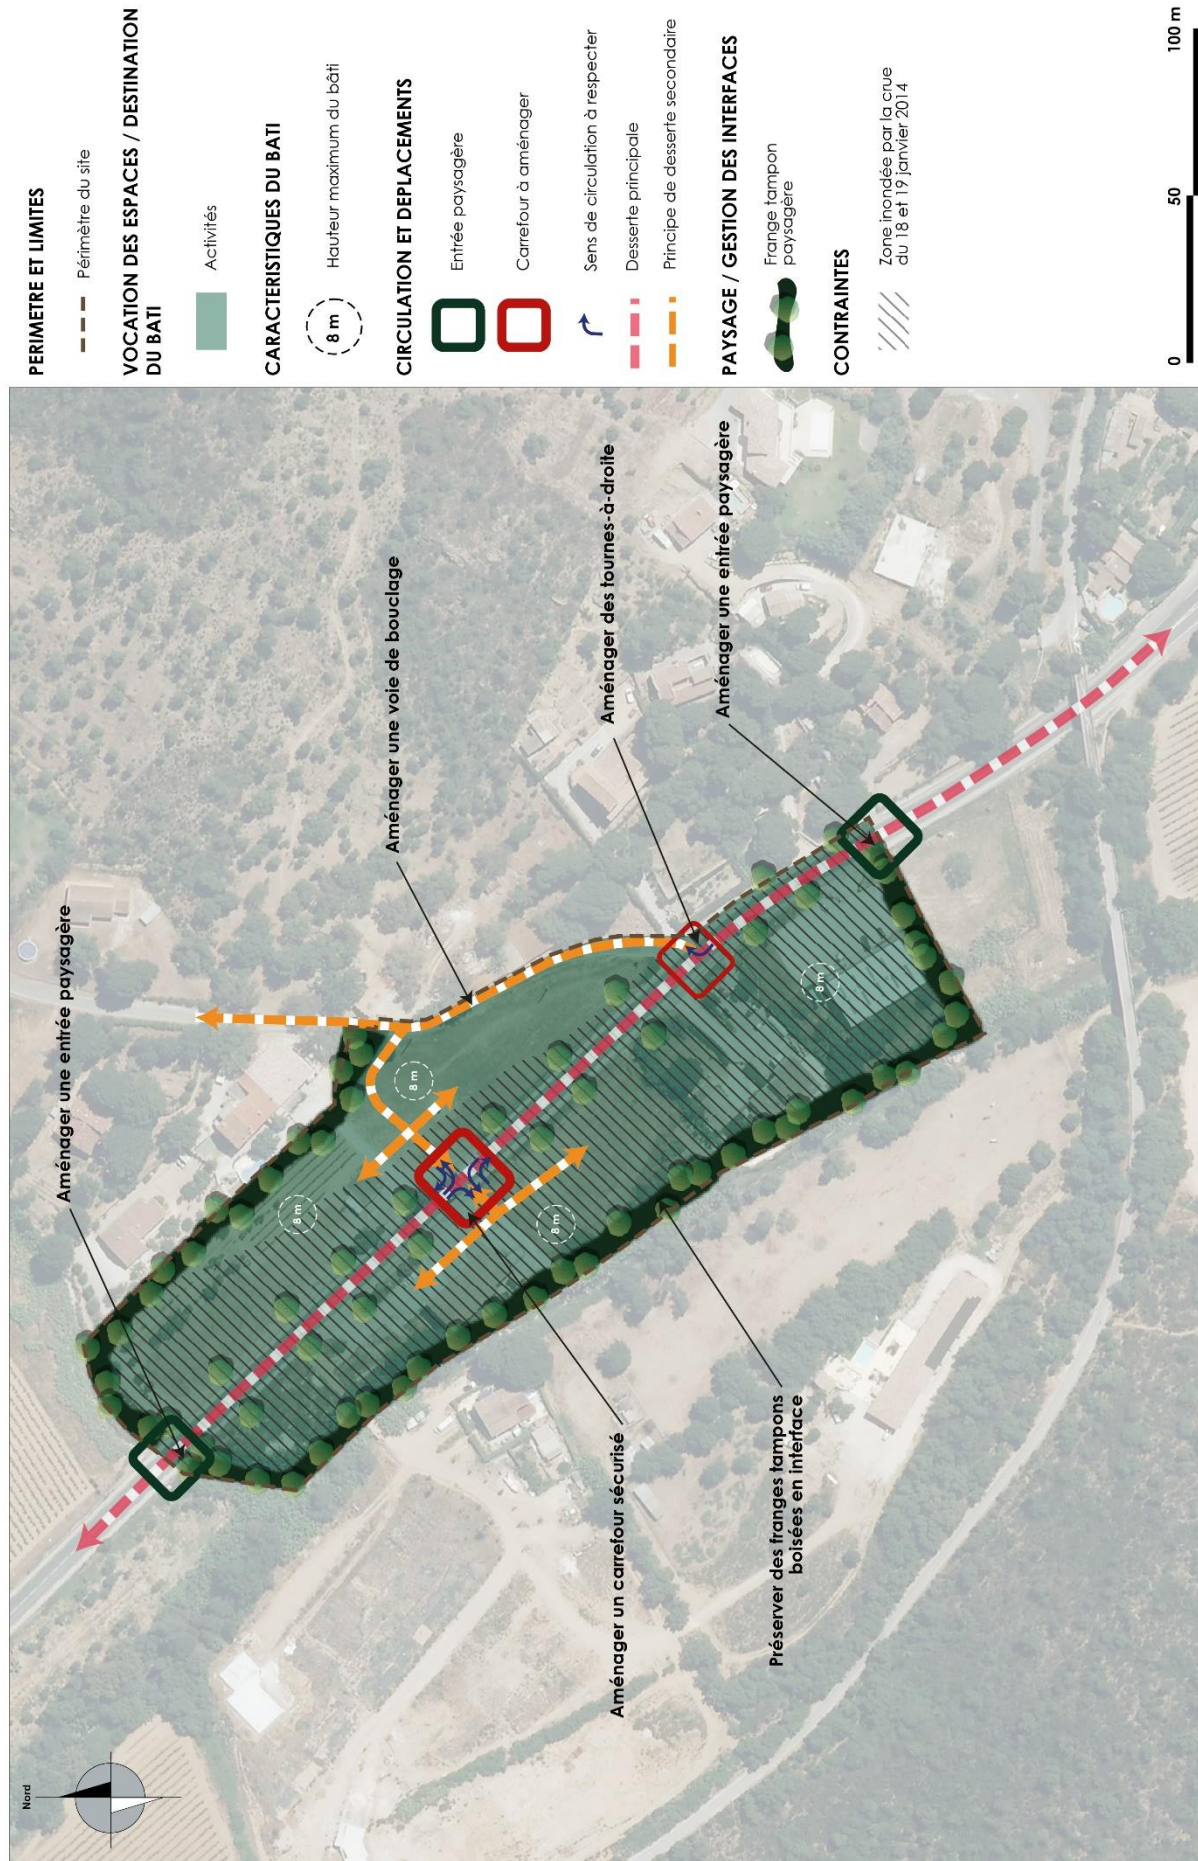 Nord
Aménager une entrée paysagère
Aménager une voie de bouclage
Aménager des tournes-à-droite
Aménager une entrée paysagère
Aménager un carrefour sécurisé
Préserver des franges tampons
boisées en interface
8 m
8 m
8 m
8 m
PERIMETRE ET LIMITES
Périmètre du site
VOCATION DES ESPACES / DESTINATION
DU BATI
Activités
CARACTERISTIQUES DU BATI
8 m
Hauteur maximum du bâti
CIRCULATION ET DEPLACEMENTS
Entrée paysagère
Carrefour à aménager
Sens de circulation à respecter
Desserte principale
Principe de desserte secondaire
PAYSAGE / GESTION DES INTERFACES
Frange tampon
paysagère
CONTRAINTES
Zone inondée par la crue
du 18 et 19 janvier 2014
0 50 100 m